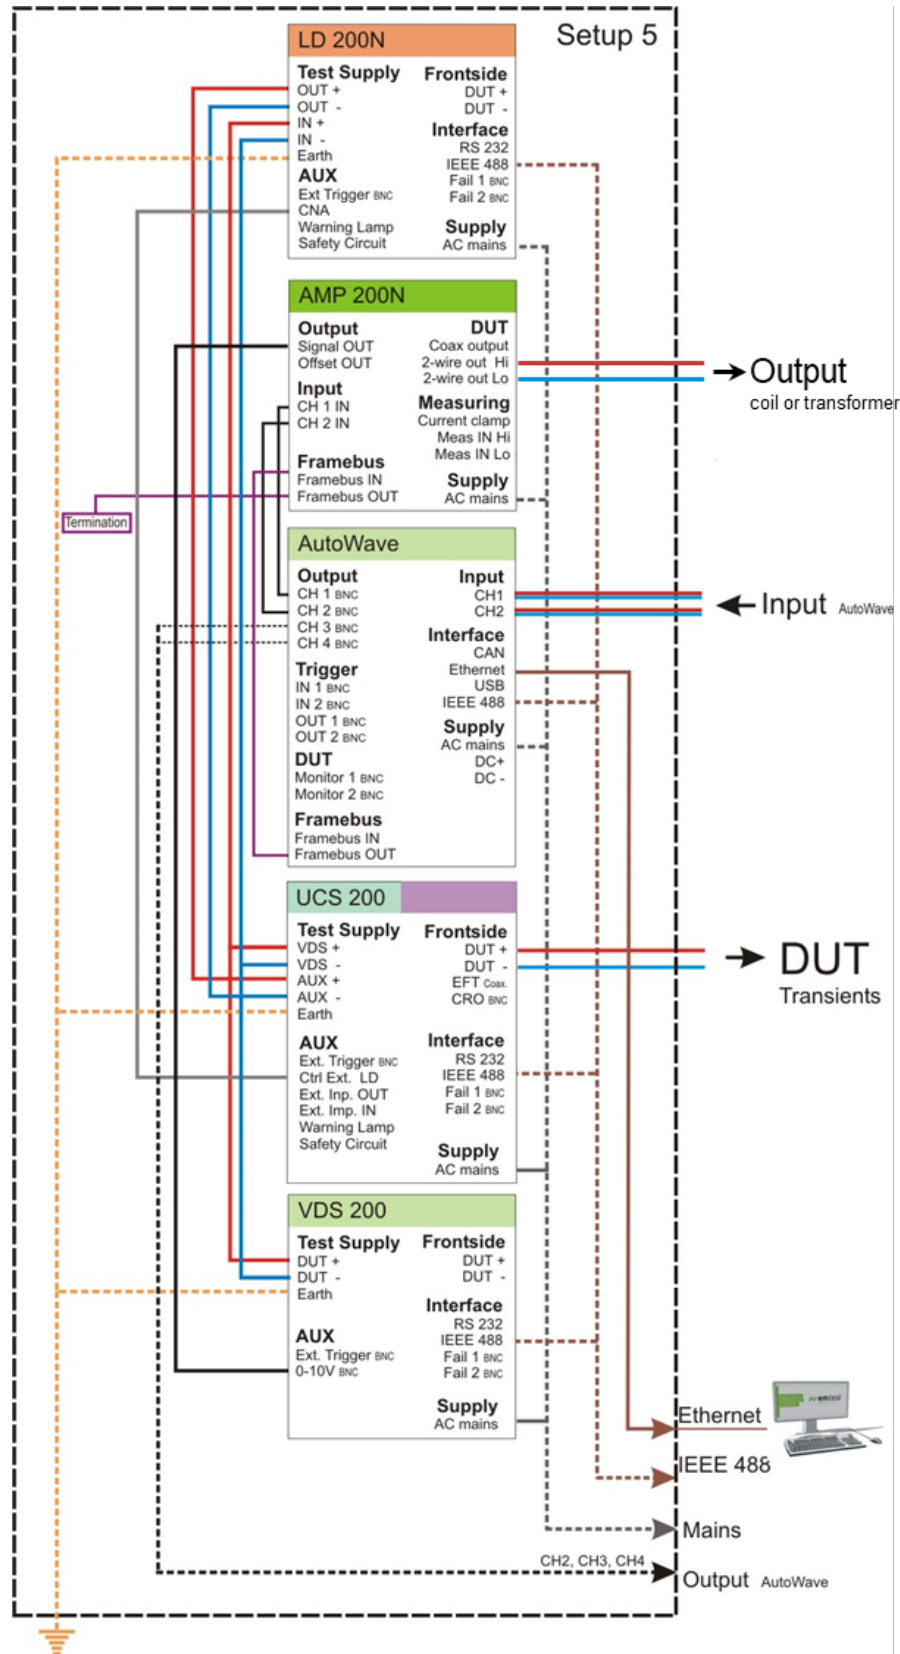 Setup 5
LD 200N
Test Supply
OUT +
OUT -
IN +
IN -
Earth
AUX
Ext Trigger BNC
CNA
Warning Lamp
Safety Circuit
Frontside
DUT +
DUT -
Interface
RS 232
IEEE 488
Fail 1 BNC
Fail 2 BNC
Supply
AC mains
AMP 200N
Output
Signal OUT
Offset OUT
Input
CH 1 IN
CH 2 IN
Framebus
Framebus IN
Framebus OUT
DUT
Coax output
2-wire out Hi
2-wire out Lo
Measuring
Current clamp
Meas IN Hi
Meas IN Lo
Supply
AC mains
Output
coil or transformer
Termination
AutoWave
Output
CH 1 BNC
CH 2 BNC
CH 3 BNC
CH 4 BNC
Trigger
IN 1 BNC
IN 2 BNC
OUT 1 BNC
OUT 2 BNC
DUT
Monitor 1 BNC
Monitor 2 BNC
Framebus
Framebus IN
Framebus OUT
Input
CH1
CH2
Interface
CAN
Ethernet
USB
IEEE 488
Supply
AC mains
DC+
DC -
Input AutoWave
UCS 200
Test Supply
VDS +
VDS -
AUX +
AUX -
Earth
AUX
Ext. Trigger BNC
Ctrl Ext. LD
Ext. Inp. OUT
Ext. Imp. IN
Warning Lamp
Safety Circuit
Frontside
DUT +
DUT -
EFT Coax.
CRO BNC
Interface
RS 232
IEEE 488
Fail 1 BNC
Fail 2 BNC
Supply
AC mains
DUT
Transients
VDS 200
Test Supply
DUT +
DUT -
Earth
AUX
Ext. Trigger BNC
0-10V BNC
Frontside
DUT +
DUT -
Interface
RS 232
IEEE 488
Fail 1 BNC
Fail 2 BNC
Supply
AC mains
Ethernet
emtest
IEEE 488
Mains
CH2, CH3, CH4
Output AutoWave